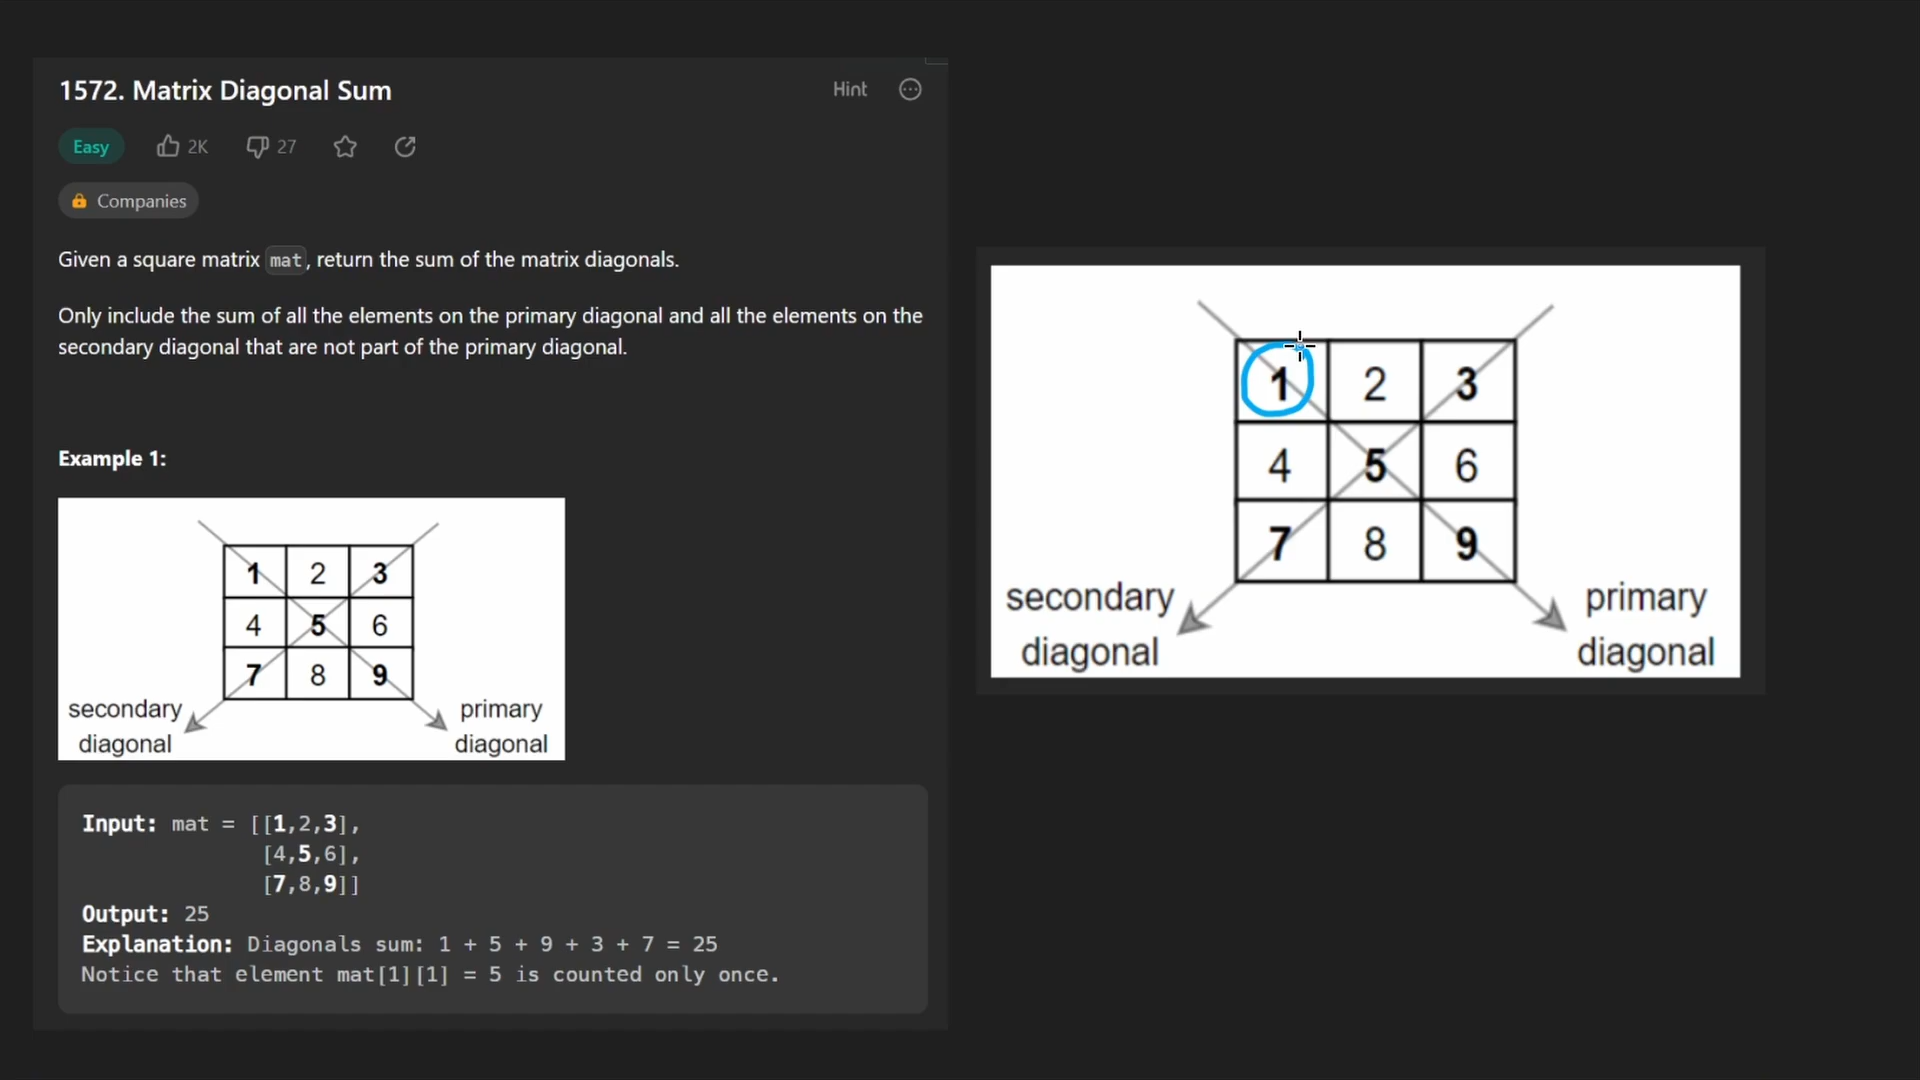 1572. Matrix Diagonal Sum
Hint
Easy
2K
27
Companies
Given a square matrix mat, return the sum of the matrix diagonals.
Only include the sum of all the elements on the primary diagonal and all the elements on the
secondary diagonal that are not part of the primary diagonal.
Example 1:
1 2 3
4 5 6
7 8 9
secondary diagonal
primary diagonal
Input: mat = [[1,2,3],
[4,5,6],
[7,8,9]]
Output: 25
Explanation: Diagonals sum: 1 + 5 + 9 + 3 + 7 = 25
Notice that element mat[1][1] = 5 is counted only once.
1 2 3
4 5 6
7 8 9
secondary diagonal
primary diagonal